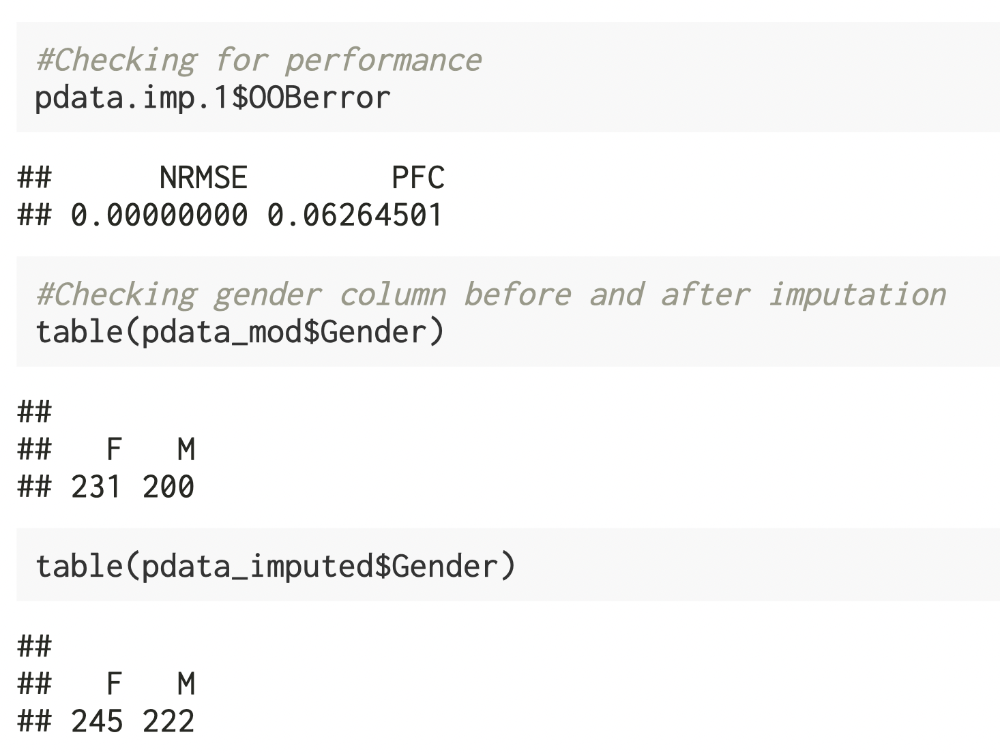 #Checking for performance
pdata.imp.1$OOBerror
##      NRMSE        PFC
## 0.00000000 0.06264501
#Checking gender column before and after imputation
table(pdata_mod$Gender)
##
##   F   M
## 231 200
table(pdata_imputed$Gender)
##
##   F   M
## 245 222